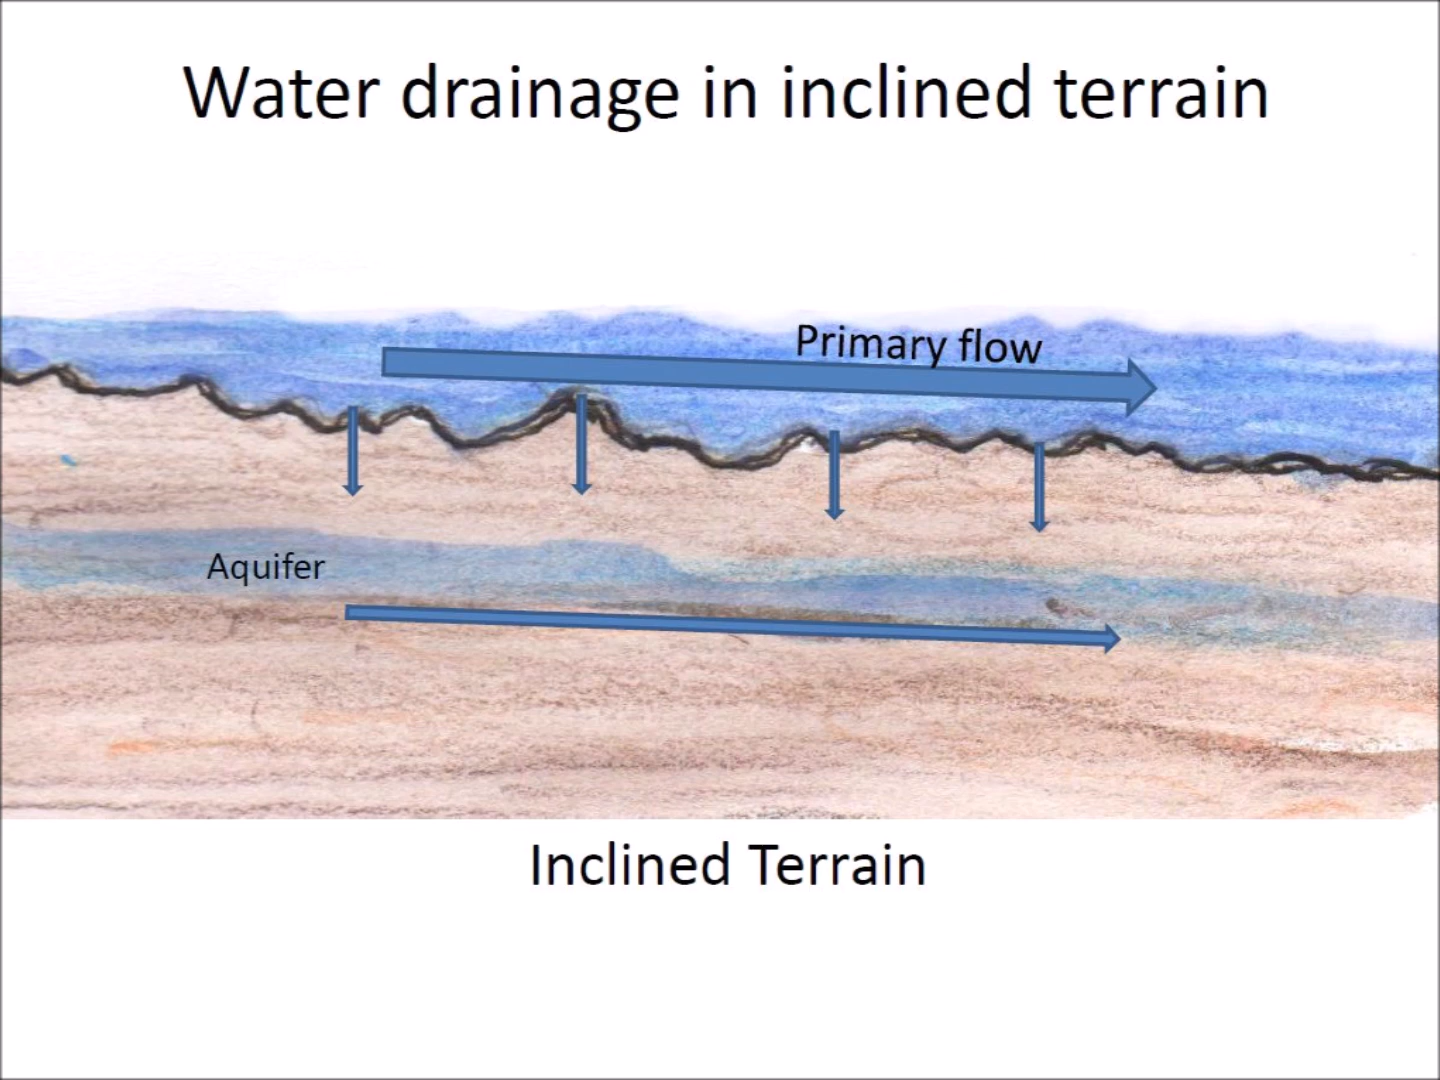 Water drainage in inclined terrain
Primary flow
Aquifer
Inclined Terrain